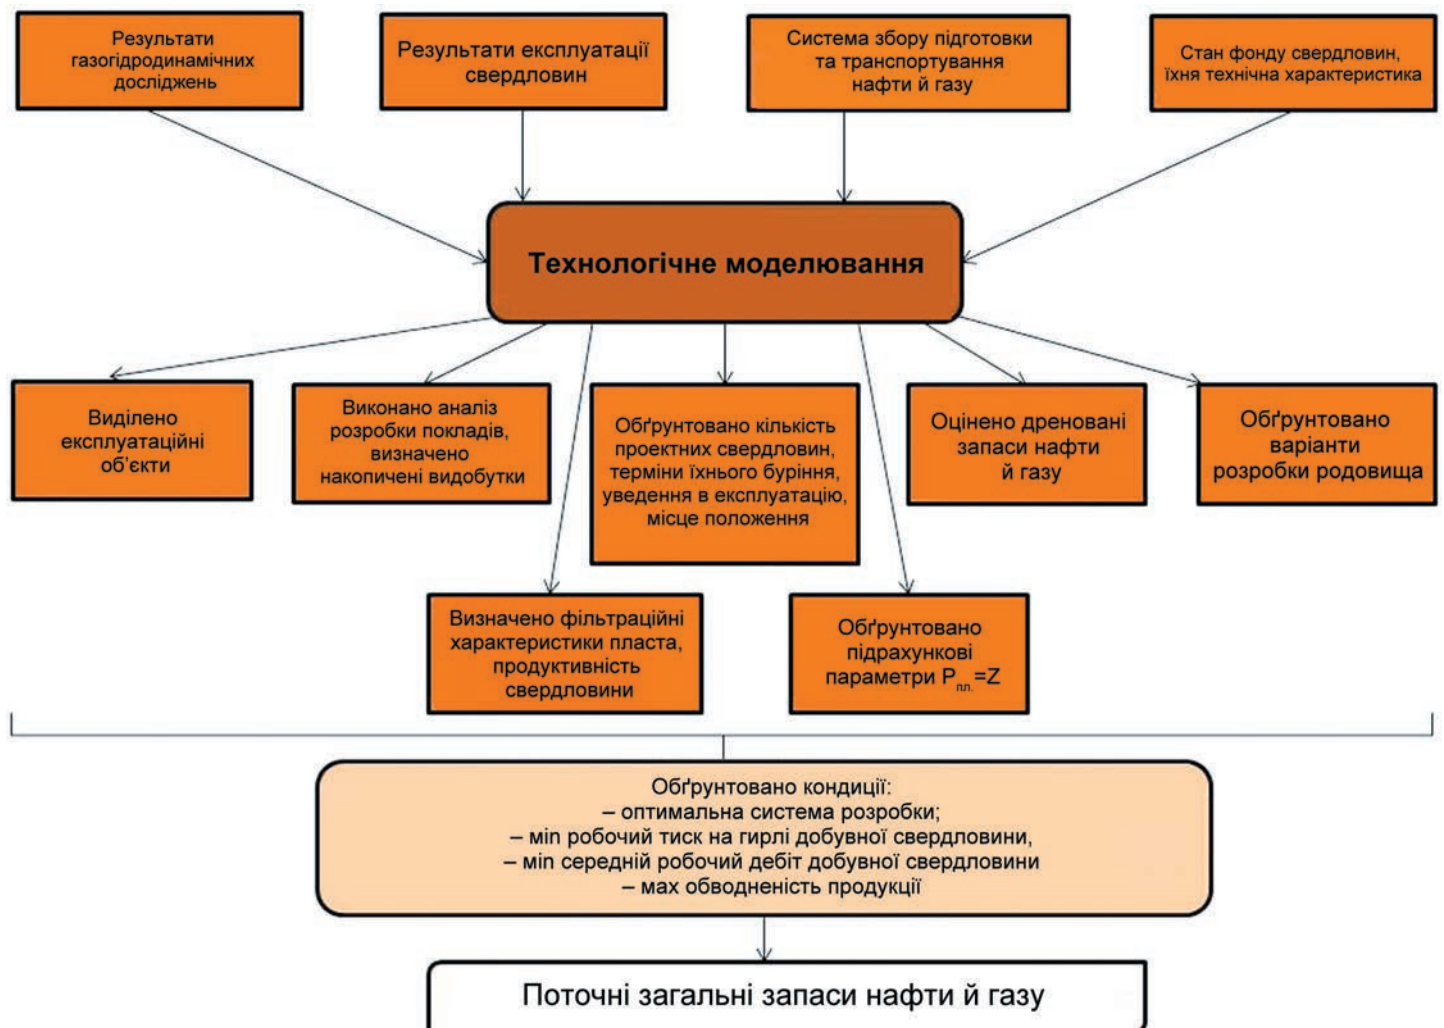 Результати
газогідродинамічних
досліджень
Результати експлуатації
свердловин
Система збору підготовки
та транспортування
нафти й газу
Стан фонду свердловин,
їхня технічна характеристика
Технологічне моделювання
Виділено
експлуатаційні
об’єкти
Виконано аналіз
розробки покладів,
визначено
накопичені видобутки
Обґрунтовано кількість
проектних свердловин,
терміни їхнього буріння,
уведення в експлуатацію,
місце положення
Оцінено дреновані
запаси нафти
й газу
Обґрунтовано
варіанти
розробки родовища
Визначено фільтраційні
характеристики пласта,
продуктивність
свердловини
Обґрунтовано
підрахункові
параметри Р пл.=Z
Обґрунтовано кондиції:
– оптимальна система розробки;
– мin робочий тиск на гирлі добувної свердловини,
– мin середній робочий дебіт добувної свердловини
– мах обводненість продукції
Поточні загальні запаси нафти й газу